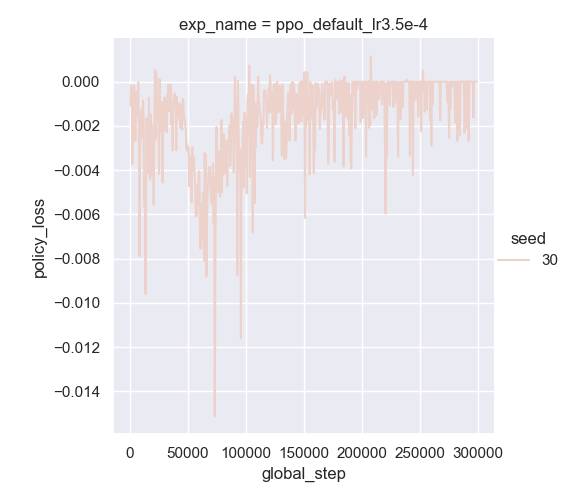 exp_name = ppo_default_lr3.5e-4
0.000
−0.002
−0.004
−0.006
−0.008
−0.010
−0.012
−0.014
policy_loss
0 50000 100000 150000 200000 250000 300000
global_step
seed
30